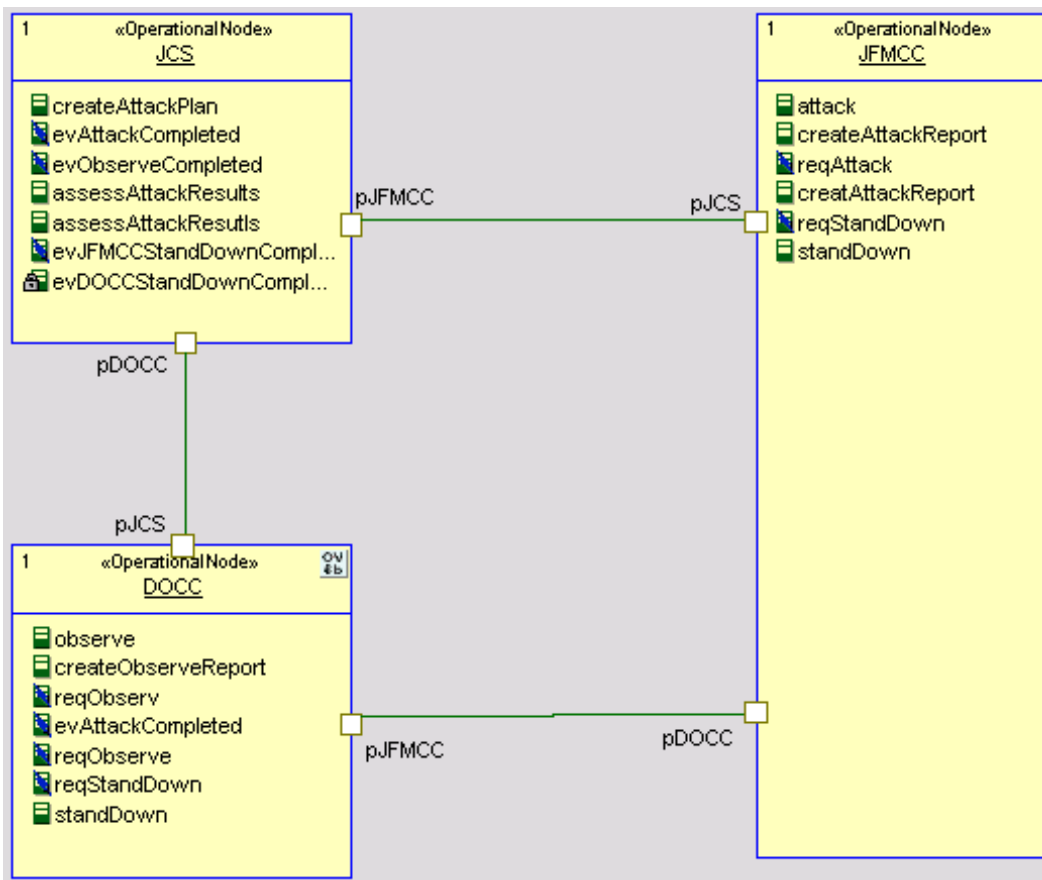 1 «OperationalNode»
JCS
createAttackPlan
evAttackCompleted
evObserveCompleted
assessAttackResults
assessAttackResutls
evJFMCCStandDownCompl...
evDOCCStandDownCompl...
pJFMCC
pDOCC
1 «OperationalNode»
JFMCC
attack
createAttackReport
reqAttack
creatAttackReport
reqStandDown
standDown
pJCS
pDOCC
pJCS
1 «OperationalNode»
DOCC
observe
createObserveReport
reqObserv
evAttackCompleted
reqObserve
reqStandDown
standDown
pJFMCC